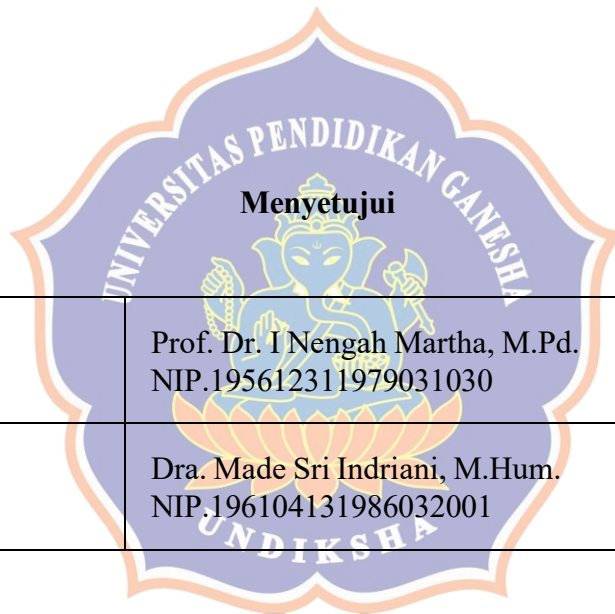 UNIVERSITAS PENDIDIKAN GANESHA
Menyetujui
Prof. Dr. I Nengah Martha, M.Pd.
NIP.195612311979031030
Dra. Made Sri Indriani, M.Hum.
NIP.196104131986032001
UNDIKSHA